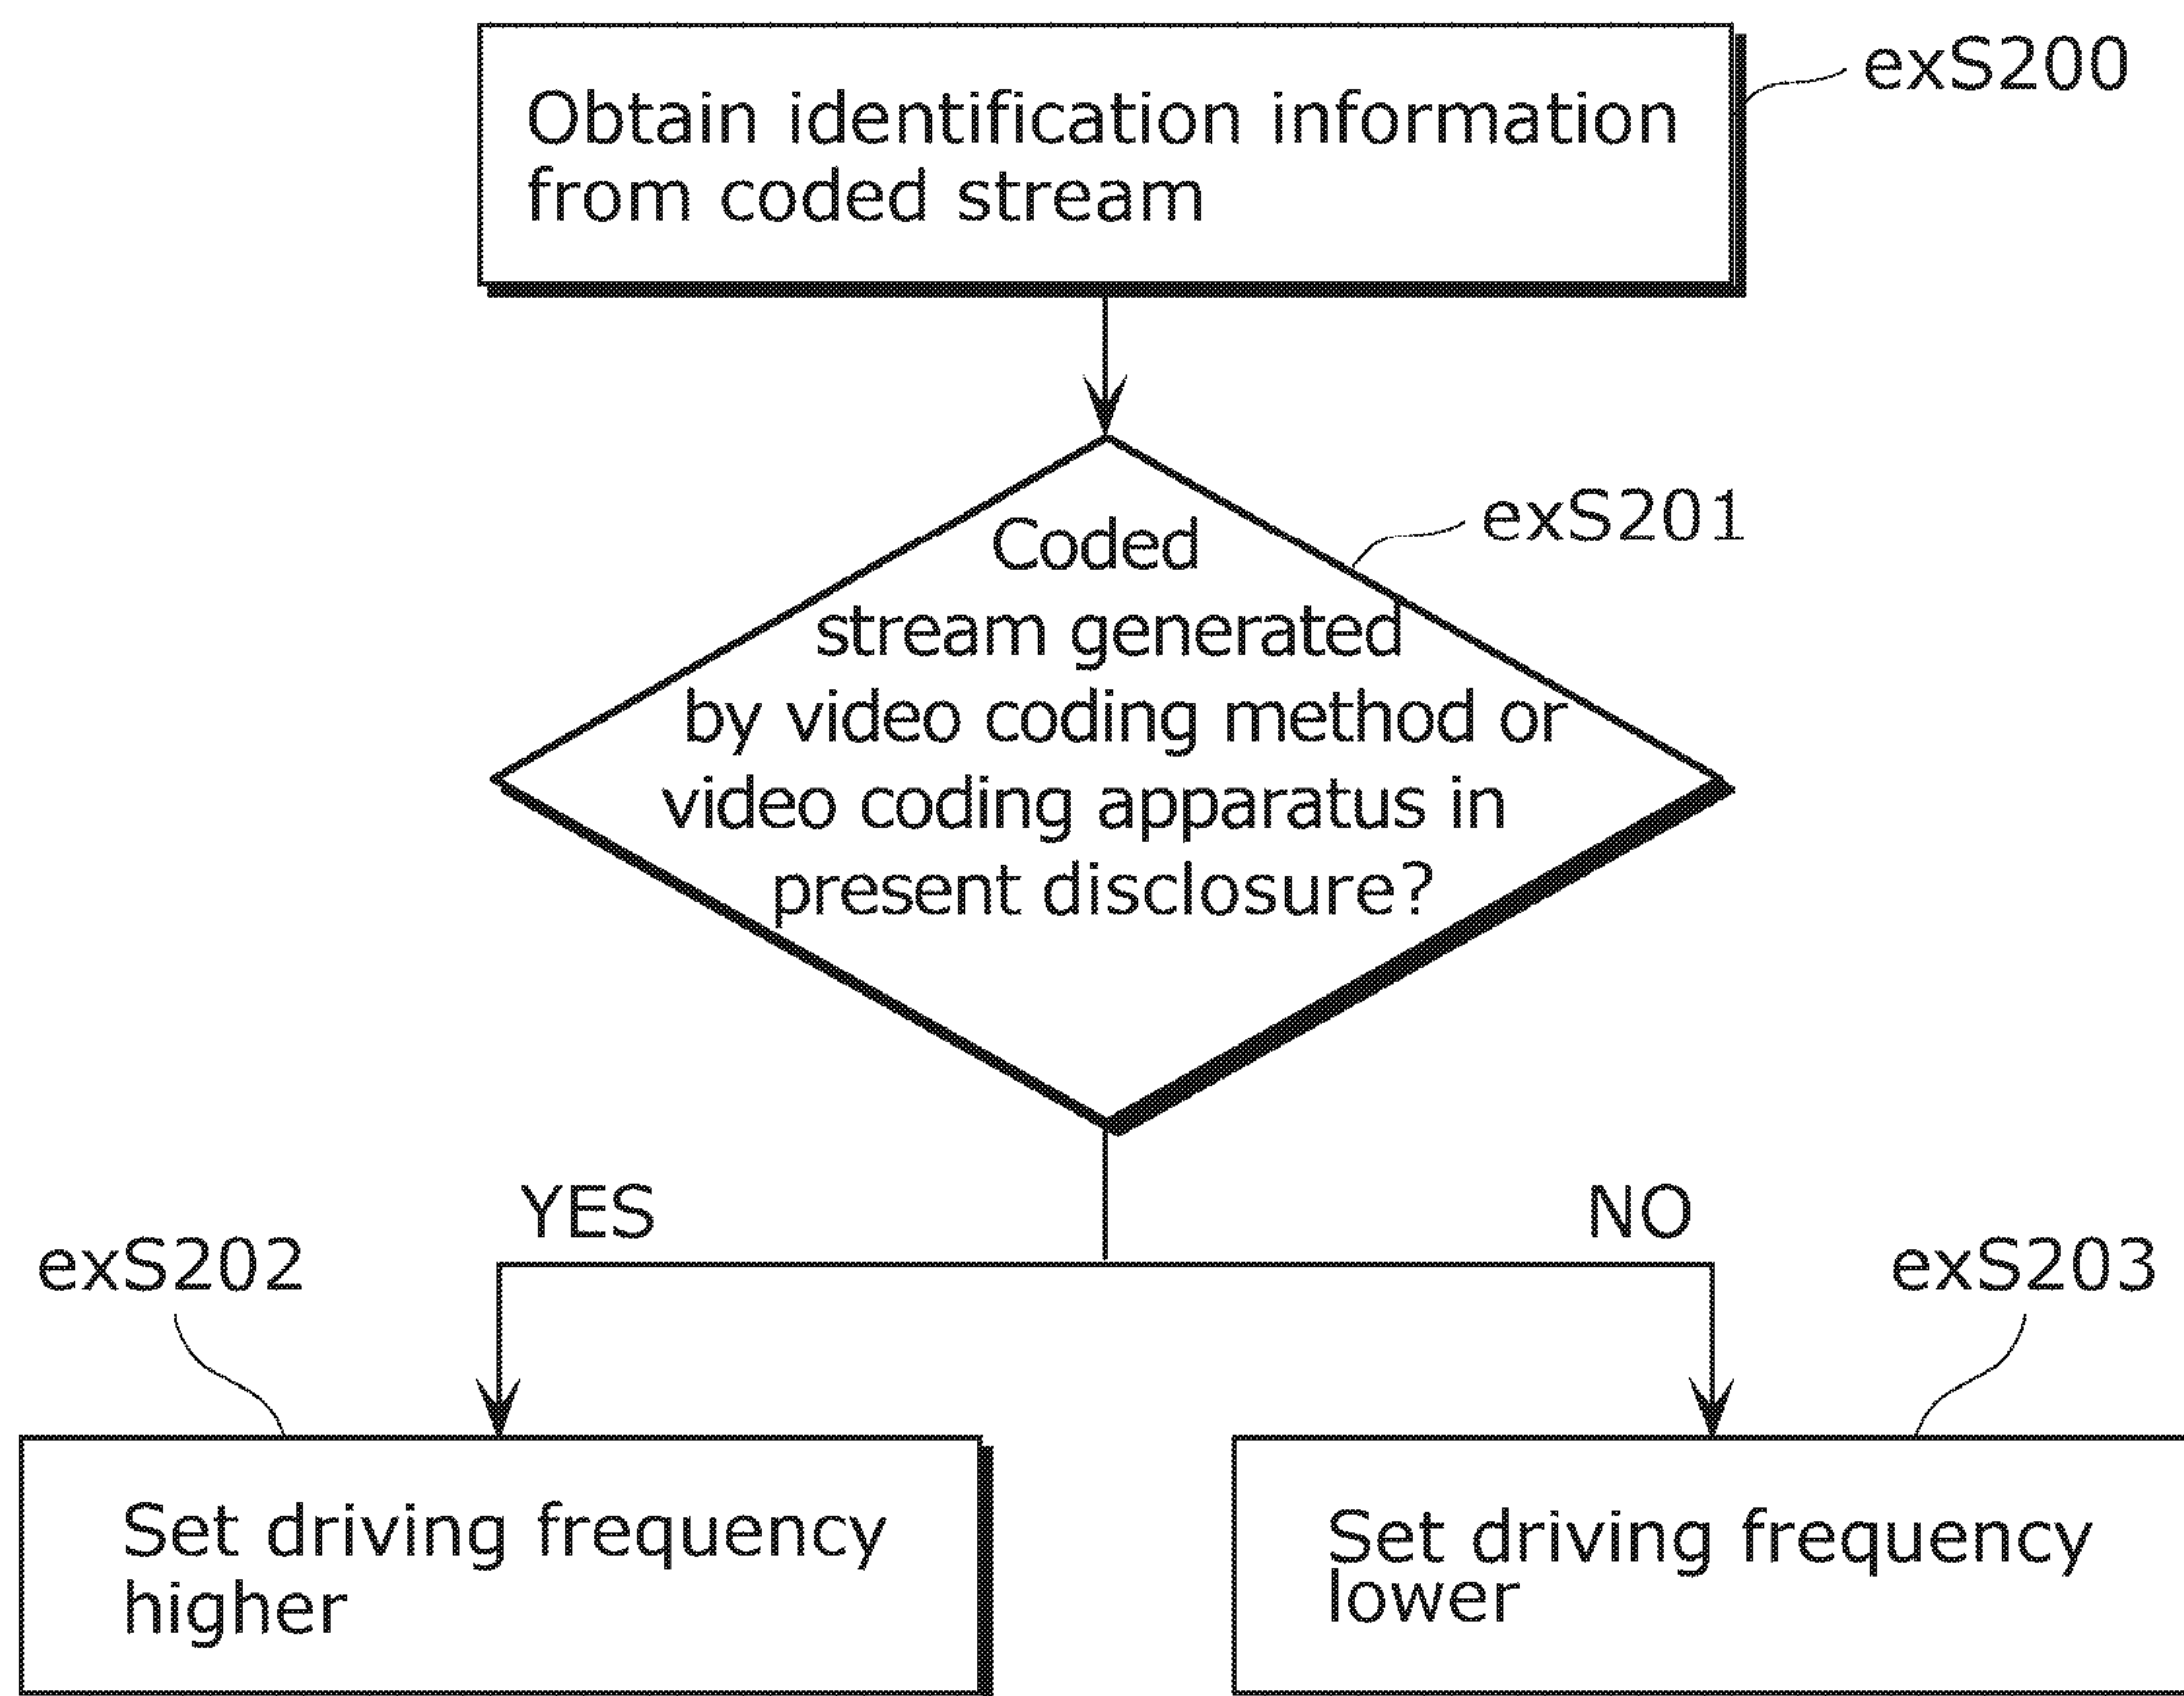 exS200
Obtain identification information
from coded stream
exS201
Coded
stream generated
by video coding method or
video coding apparatus in
present disclosure?
YES
NO
exS202
exS203
Set driving frequency
higher
Set driving frequency
lower